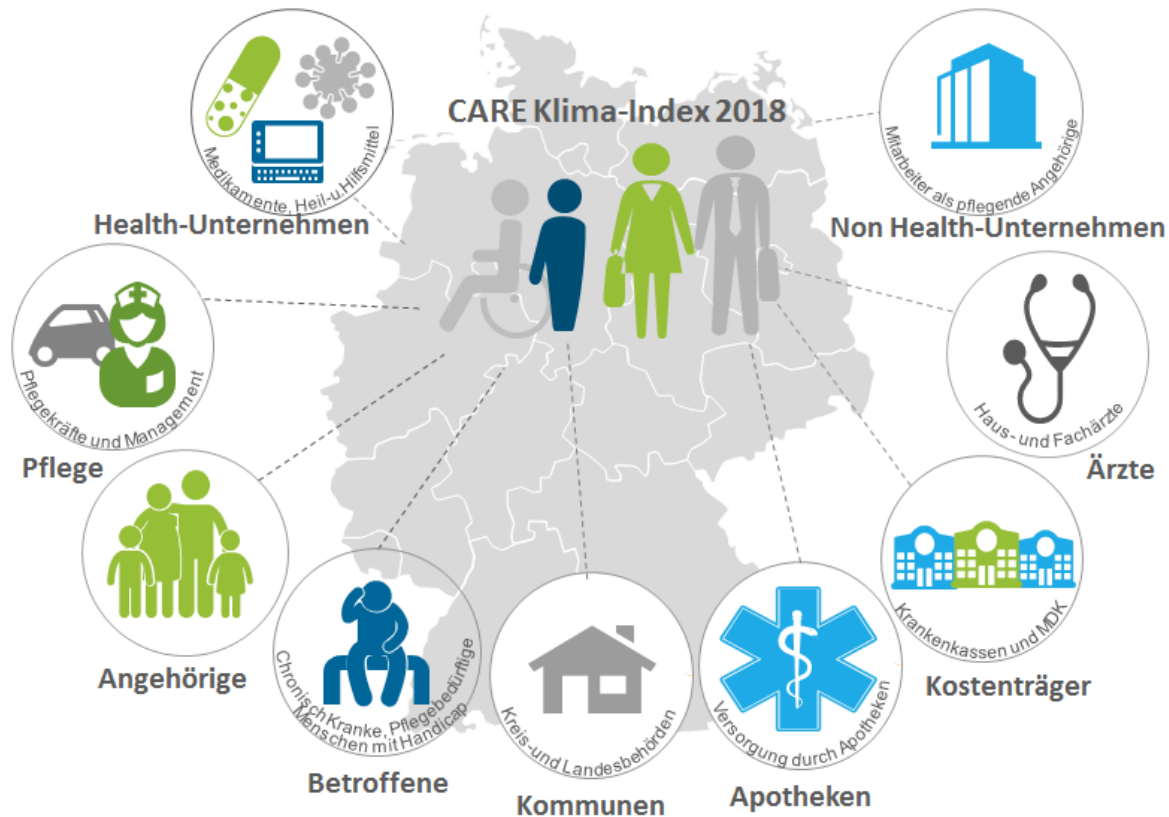 CARE Klima-Index 2018
Medikamente, Heil-u.Hilfsmittel
Health-Unternehmen
Mitarbeiter als pflegende Angehörige
Non Health-Unternehmen
Pflegekräfte und Management
Pflege
Haus- und Fachärzte
Ärzte
Angehörige
Krankenkassen und MDK
Kostenträger
Chronisch Kranke, Pflegebedürftige
Menschen mit Handicap
Betroffene
Kreis-und Landesbehörden
Kommunen
Versorgung durch Apotheken
Apotheken